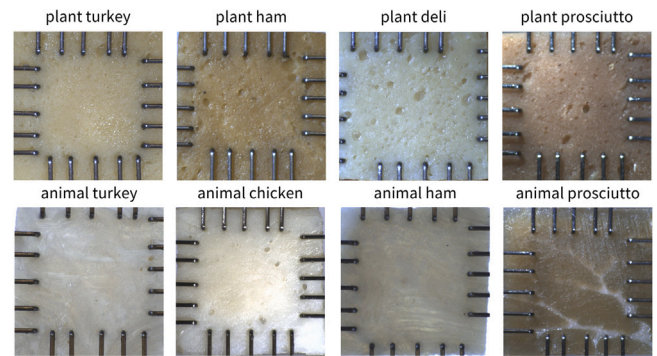 plant turkey
plant ham
plant deli
plant prosciutto
animal turkey
animal chicken
animal ham
animal prosciutto